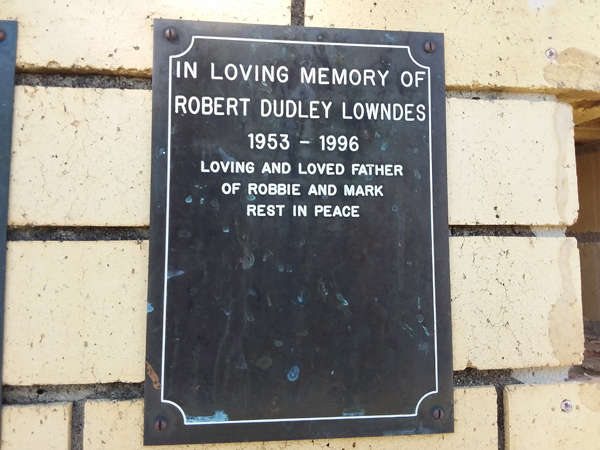 IN LOVING MEMORY OF
ROBERT DUDLEY LOWNDES
1953 - 1996
LOVING AND LOVED FATHER
OF ROBBIE AND MARK
REST IN PEACE